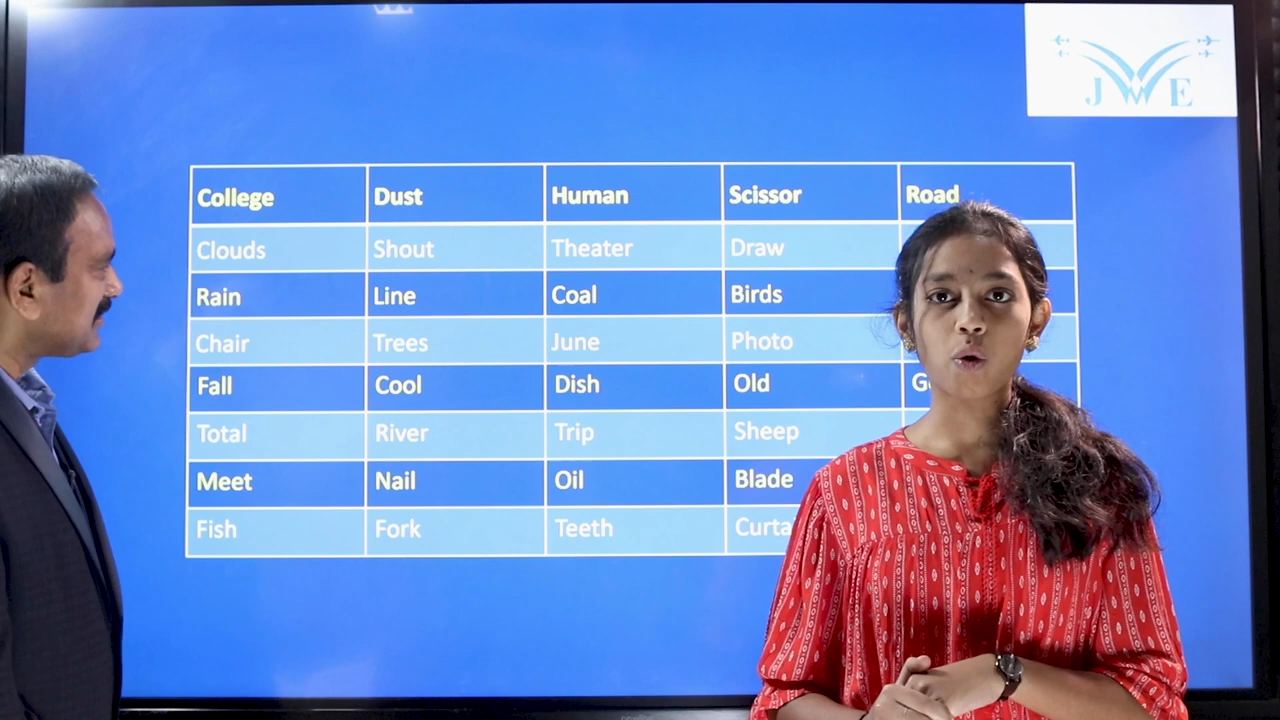 JWE
College Dust Human Scissor Road
Clouds Shout Theater Draw
Rain Line Coal Birds
Chair Trees June Photo
Fall Cool Dish Old
Total River Trip Sheep
Meet Nail Oil Blade
Fish Fork Teeth